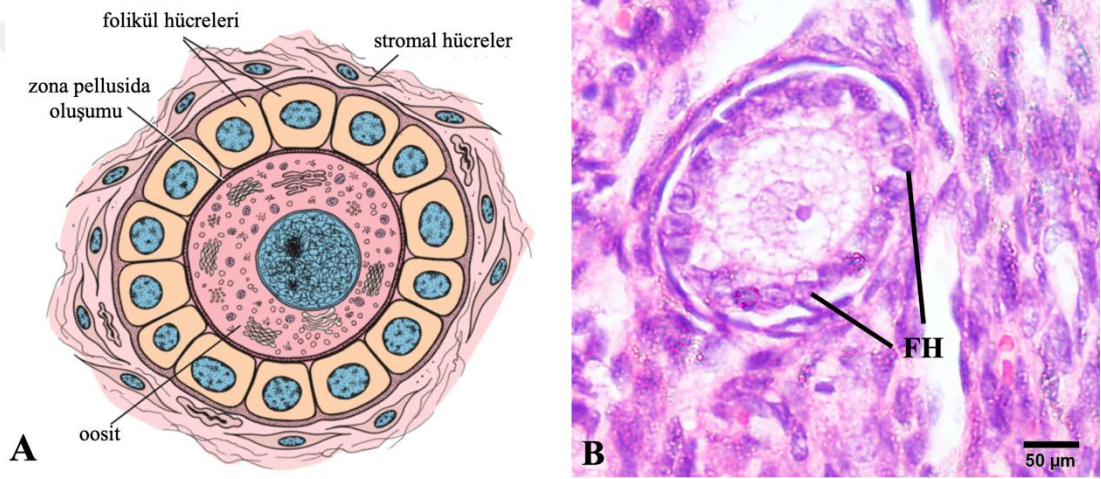 folikül hücreleri
stromal hücreler
zona pellusida
oluşumu
oosit
A
FH
B
50 µm